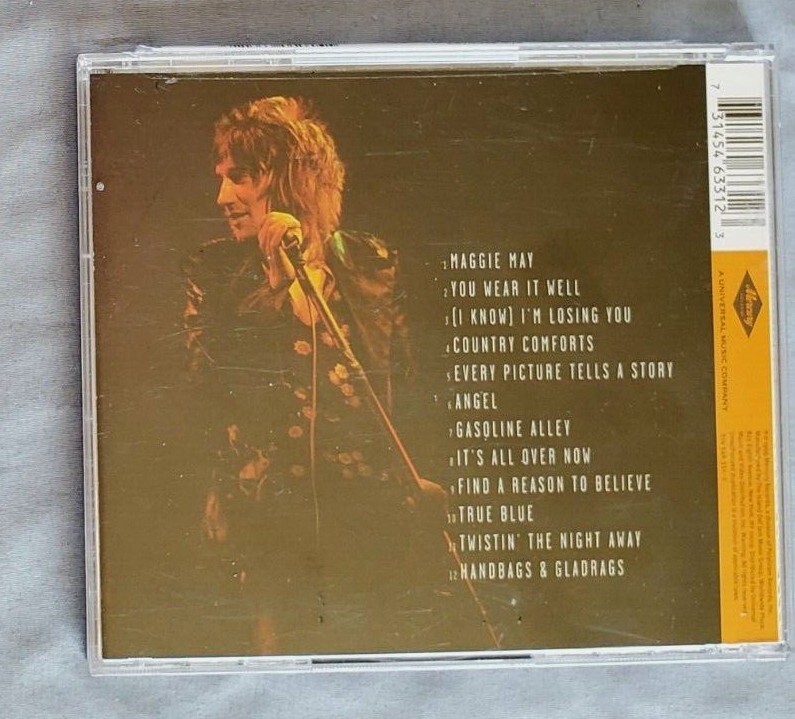 1 MAGGIE MAY
2 YOU WEAR IT WELL
3 [I KNOW] I'M LOSING YOU
4 COUNTRY COMFORTS
5 EVERY PICTURE TELLS A STORY
6 ANGEL
7 GASOLINE ALLEY
8 IT'S ALL OVER NOW
9 FIND A REASON TO BELIEVE
10 TRUE BLUE
11 TWISTIN' THE NIGHT AWAY
12 HANDBAGS & GLADRAGS
7 31454 63312 3
Mercury
A UNIVERSAL MUSIC COMPANY